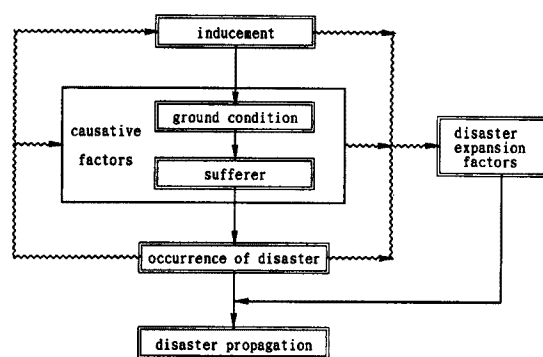 inducement
causative
factors
ground condition
sufferer
disaster
expansion
factors
occurrence of disaster
disaster propagation